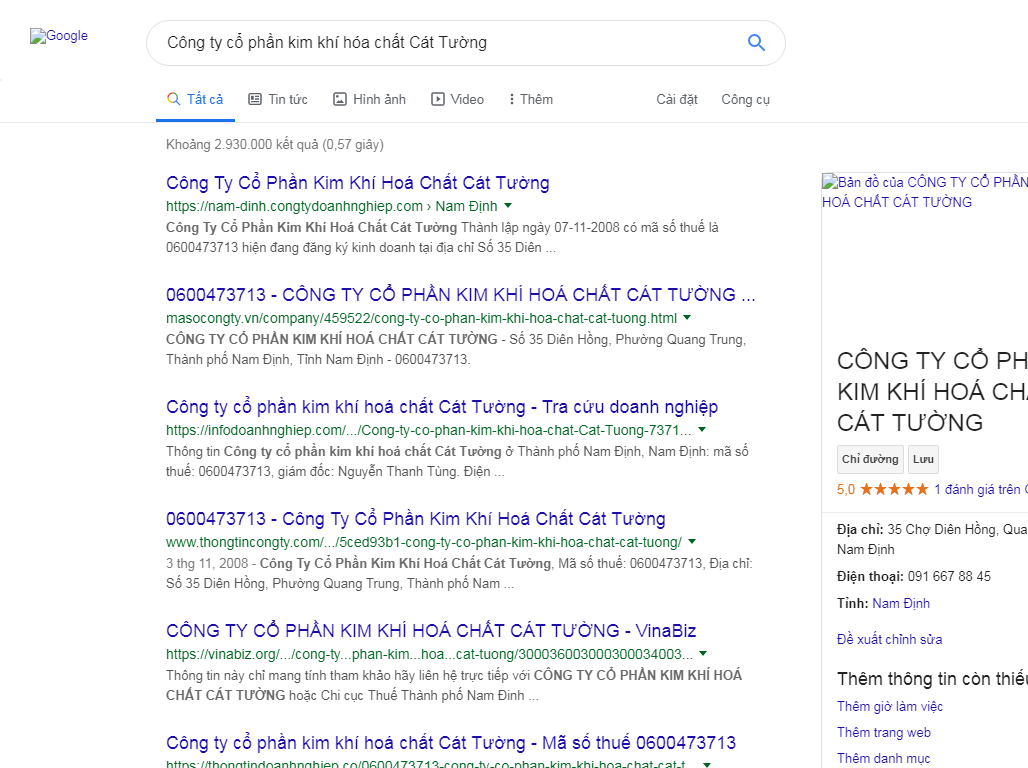 Google
Công ty cổ phần kim khí hóa chất Cát Tường
Tất cả Tin tức Hình ảnh Video Thêm Cài đặt Công cụ
Khoảng 2.930.000 kết quả (0,57 giây)
Công Ty Cổ Phần Kim Khí Hoá Chất Cát Tường
https://nam-dinh.congtydoanhnghiep.com › Nam Định
Công Ty Cổ Phần Kim Khí Hoá Chất Cát Tường Thành lập ngày 07-11-2008 có mã số thuế là
0600473713 hiện đang đăng ký kinh doanh tại địa chỉ Số 35 Diên ...
0600473713 - CÔNG TY CỔ PHẦN KIM KHÍ HOÁ CHẤT CÁT TƯỜNG ...
masocongty.vn/company/459522/cong-ty-co-phan-kim-khi-hoa-chat-cat-tuong.html
CÔNG TY CỔ PHẦN KIM KHÍ HOÁ CHẤT CÁT TƯỜNG - Số 35 Diên Hồng, Phường Quang Trung,
Thành phố Nam Định, Tỉnh Nam Định - 0600473713.
Công ty cổ phần kim khí hoá chất Cát Tường - Tra cứu doanh nghiệp
https://infodoanhnghiep.com/.../Cong-ty-co-phan-kim-khi-hoa-chat-Cat-Tuong-7371...
Thông tin Công ty cổ phần kim khí hoá chất Cát Tường ở Thành phố Nam Định, Nam Định: mã số
thuế: 0600473713, giám đốc: Nguyễn Thanh Tùng. Điện ...
0600473713 - Công Ty Cổ Phần Kim Khí Hoá Chất Cát Tường
www.thongtincongty.com/.../5ced93b1-cong-ty-co-phan-kim-khi-hoa-chat-cat-tuong/
3 thg 11, 2008 - Công Ty Cổ Phần Kim Khí Hoá Chất Cát Tường, Mã số thuế: 0600473713, Địa chỉ:
Số 35 Diên Hồng, Phường Quang Trung, Thành phố Nam ...
CÔNG TY CỔ PHẦN KIM KHÍ HOÁ CHẤT CÁT TƯỜNG - VinaBiz
https://vinabiz.org/.../cong-ty...phan-kim...hoa...cat-tuong/300036003000300034003...
Thông tin này chỉ mang tính tham khảo hãy liên hệ trực tiếp với CÔNG TY CỔ PHẦN KIM KHÍ HOÁ
CHẤT CÁT TƯỜNG hoặc Chi cục Thuế Thành phố Nam Định ...
Công ty cổ phần kim khí hoá chất Cát Tường - Mã số thuế 0600473713
https://thongtindoanhnghiep.co/0600473713-cong-ty-co-phan-kim-khi-hoa-chat-cat-t...
Bản đồ của CÔNG TY CỔ PHẦN
HOÁ CHẤT CÁT TƯỜNG
CÔNG TY CỔ PH
KIM KHÍ HOÁ CHẤ
CÁT TƯỜNG
Chỉ đường Lưu
5,0 ★★★★★ 1 đánh giá trên
Địa chỉ: 35 Chợ Diên Hồng, Qua
Nam Định
Điện thoại: 091 667 88 45
Tỉnh: Nam Định
Đề xuất chỉnh sửa
Thêm thông tin còn thiếu
Thêm giờ làm việc
Thêm trang web
Thêm danh mục